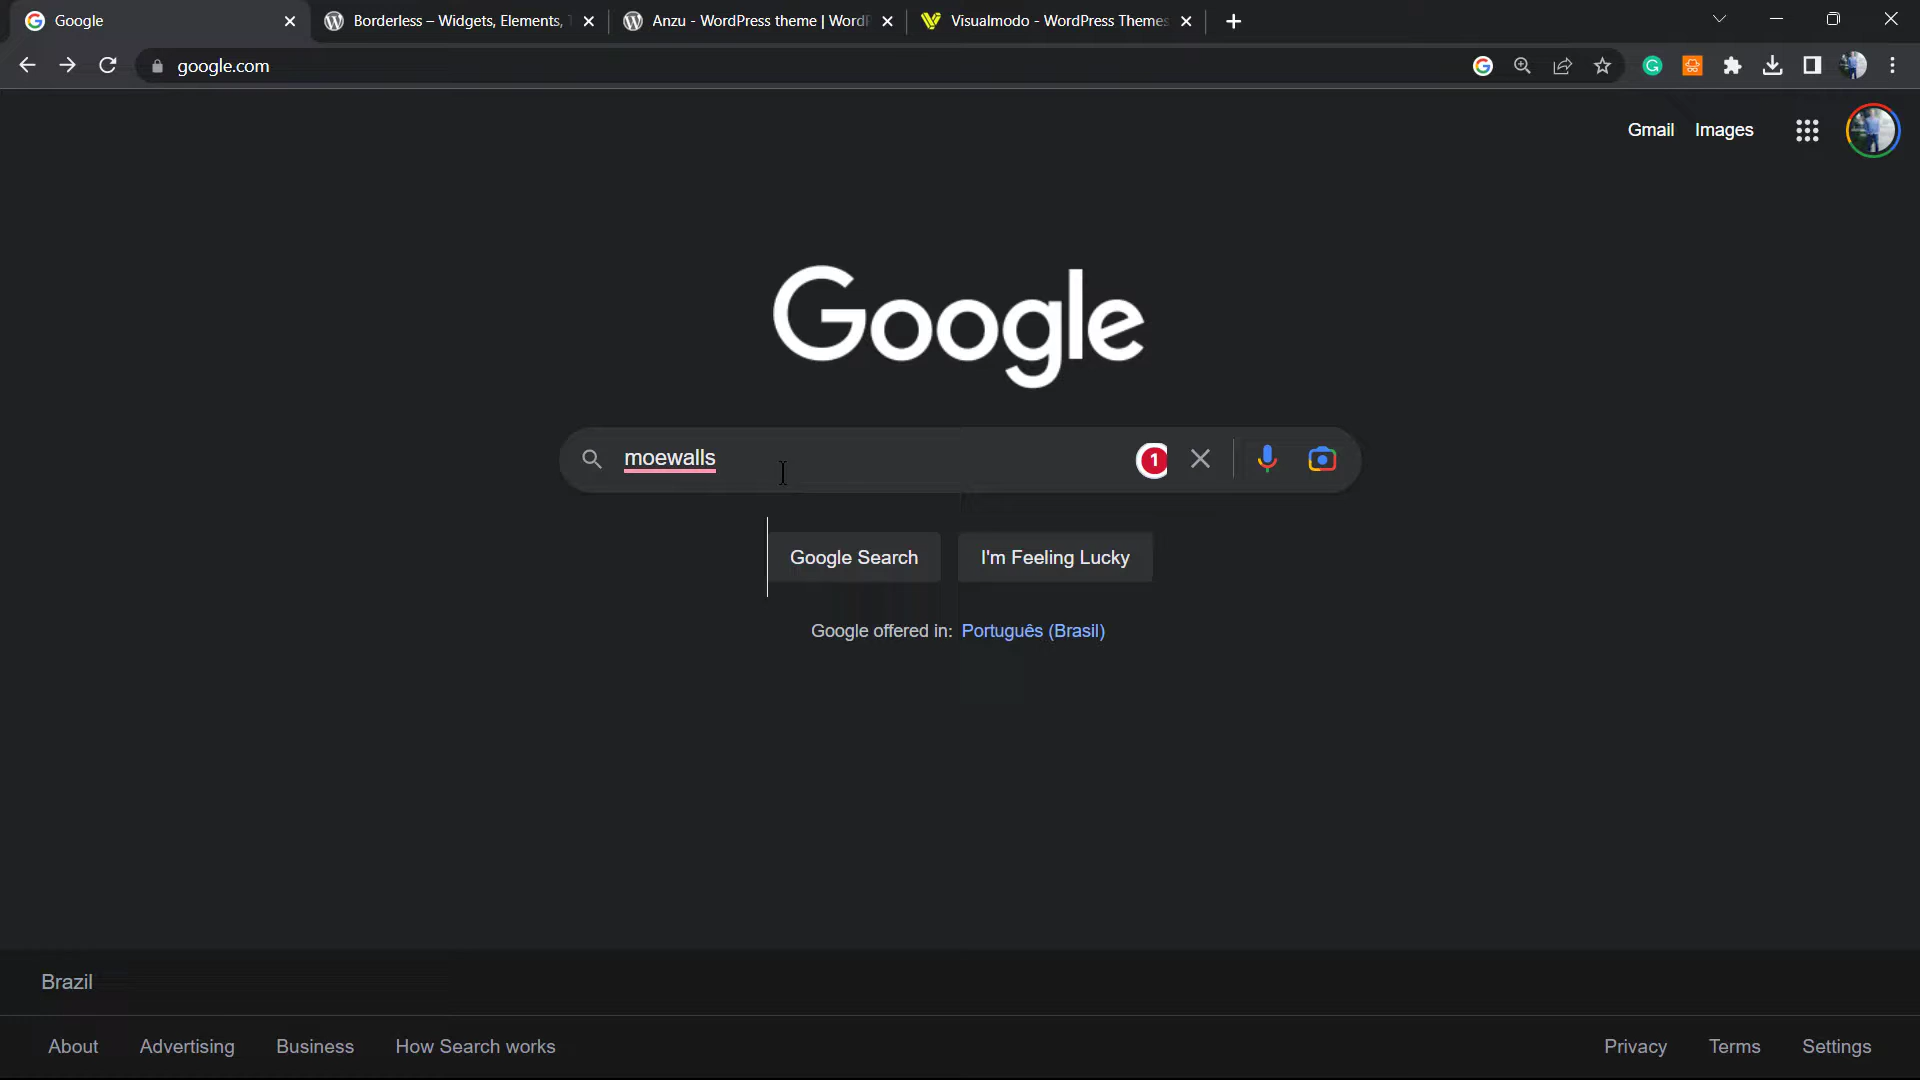 Google
Borderless – Widgets, Elements,
Anzu - WordPress theme | Word
Visualmodo - WordPress Themes
google.com
Gmail
Images
Google
moewalls
1
Google Search
I'm Feeling Lucky
Google offered in: Português (Brasil)
Brazil
About
Advertising
Business
How Search works
Privacy
Terms
Settings